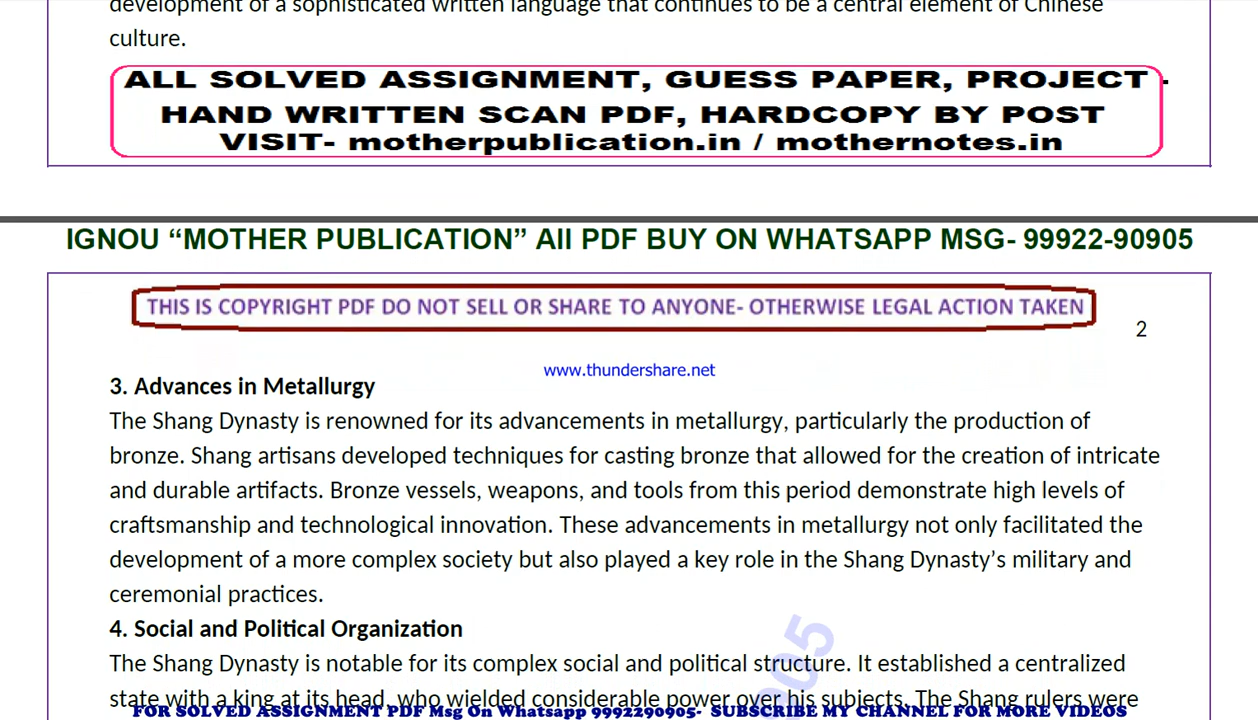 development of a sophisticated written language that continues to be a central element of Chinese
culture.
ALL SOLVED ASSIGNMENT, GUESS PAPER, PROJECT -
HAND WRITTEN SCAN PDF, HARDCOPY BY POST
VISIT- motherpublication.in / mothernotes.in
IGNOU “MOTHER PUBLICATION” All PDF BUY ON WHATSAPP MSG- 99922-90905
THIS IS COPYRIGHT PDF DO NOT SELL OR SHARE TO ANYONE- OTHERWISE LEGAL ACTION TAKEN
2
www.thundershare.net
3. Advances in Metallurgy
The Shang Dynasty is renowned for its advancements in metallurgy, particularly the production of
bronze. Shang artisans developed techniques for casting bronze that allowed for the creation of intricate
and durable artifacts. Bronze vessels, weapons, and tools from this period demonstrate high levels of
craftsmanship and technological innovation. These advancements in metallurgy not only facilitated the
development of a more complex society but also played a key role in the Shang Dynasty’s military and
ceremonial practices.
4. Social and Political Organization
The Shang Dynasty is notable for its complex social and political structure. It established a centralized
state with a king at its head, who wielded considerable power over his subjects. The Shang rulers were
905
FOR SOLVED ASSIGNMENT PDF Msg On Whatsapp 9992290905- SUBSCRIBE MY CHANNEL FOR MORE VIDEOS